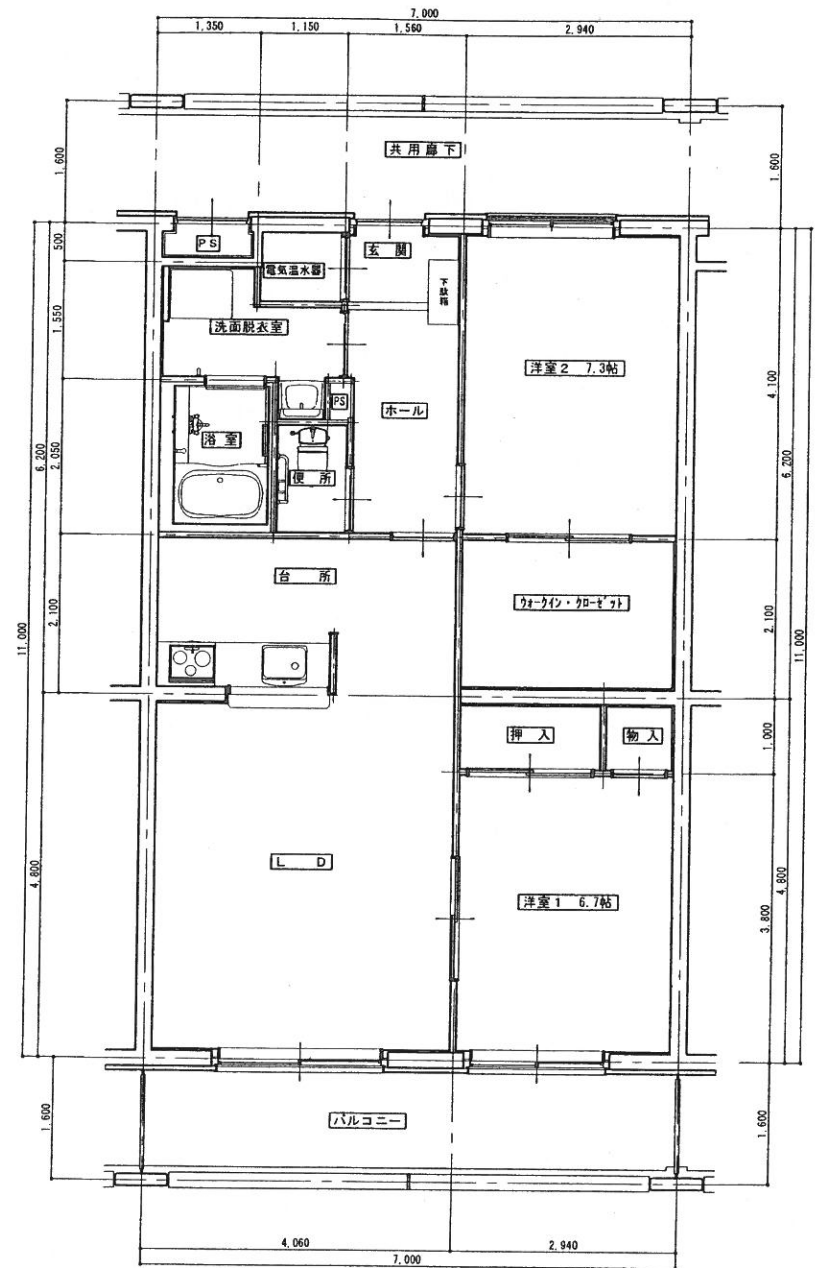 7,000
1,350
1,150
1,560
2,940
1,600
共用廊下
1,600
500
PS
電気温水器
玄関
下駄箱
1,550
洗面脱衣室
洋室2 7.3帖
4,100
ホール
PS
浴室
便所
6,200
2,050
6,200
台所
ウォークイン・クローゼット
2,100
2,100
11,000
11,000
押入
物入
1,000
LD
洋室1 6.7帖
4,800
3,800
4,800
バルコニー
1,600
1,600
4,060
2,940
7,000